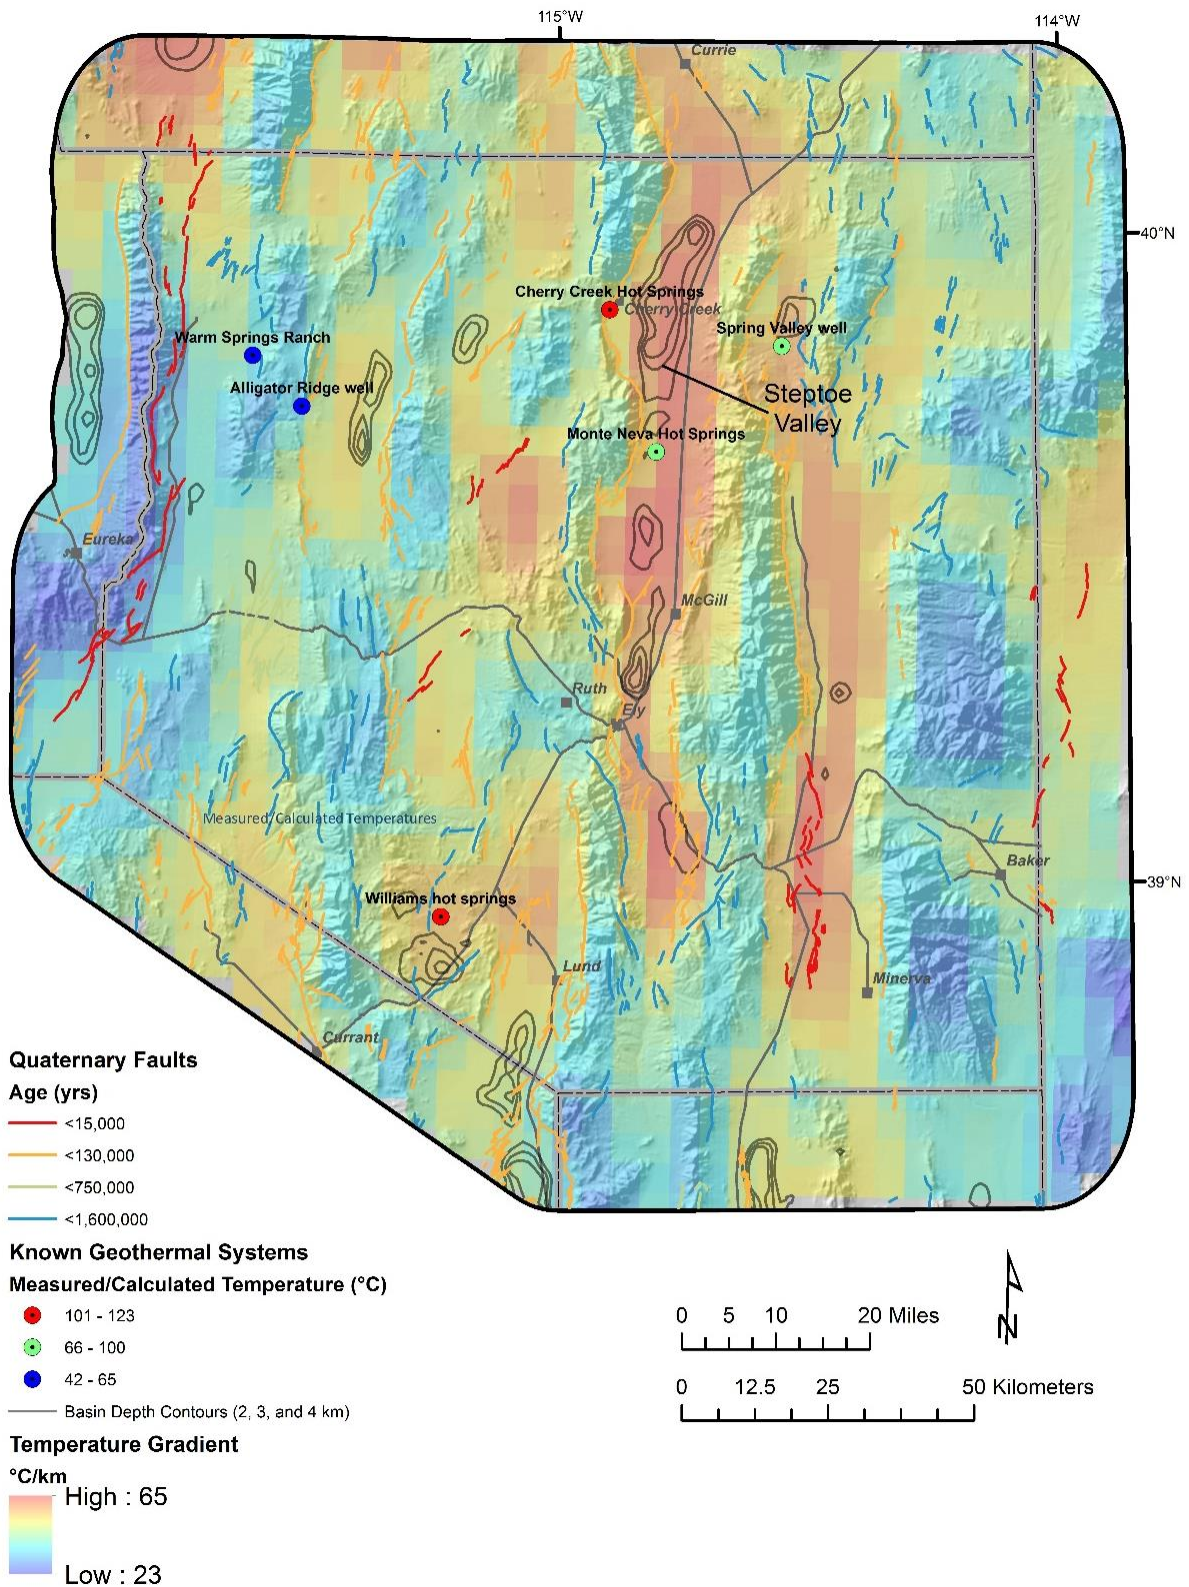 115°W
114°W
Currie
40°N
Cherry Creek Hot Springs
Cherry Creek
Warm Springs Ranch
Spring Valley well
Alligator Ridge well
Steptoe
Valley
Monte Neva Hot Springs
Eureka
McGill
Ruth
Ely
Measured/Calculated Temperatures
Baker
39°N
Williams hot springs
Lund
Minerva
Currant
Quaternary Faults
Age (yrs)
<15,000
<130,000
<750,000
<1,600,000
Known Geothermal Systems
Measured/Calculated Temperature (°C)
101 - 123
66 - 100
42 - 65
Basin Depth Contours (2, 3, and 4 km)
Temperature Gradient
°C/km
High : 65
Low : 23
0 5 10 20 Miles
0 12.5 25 50 Kilometers
N